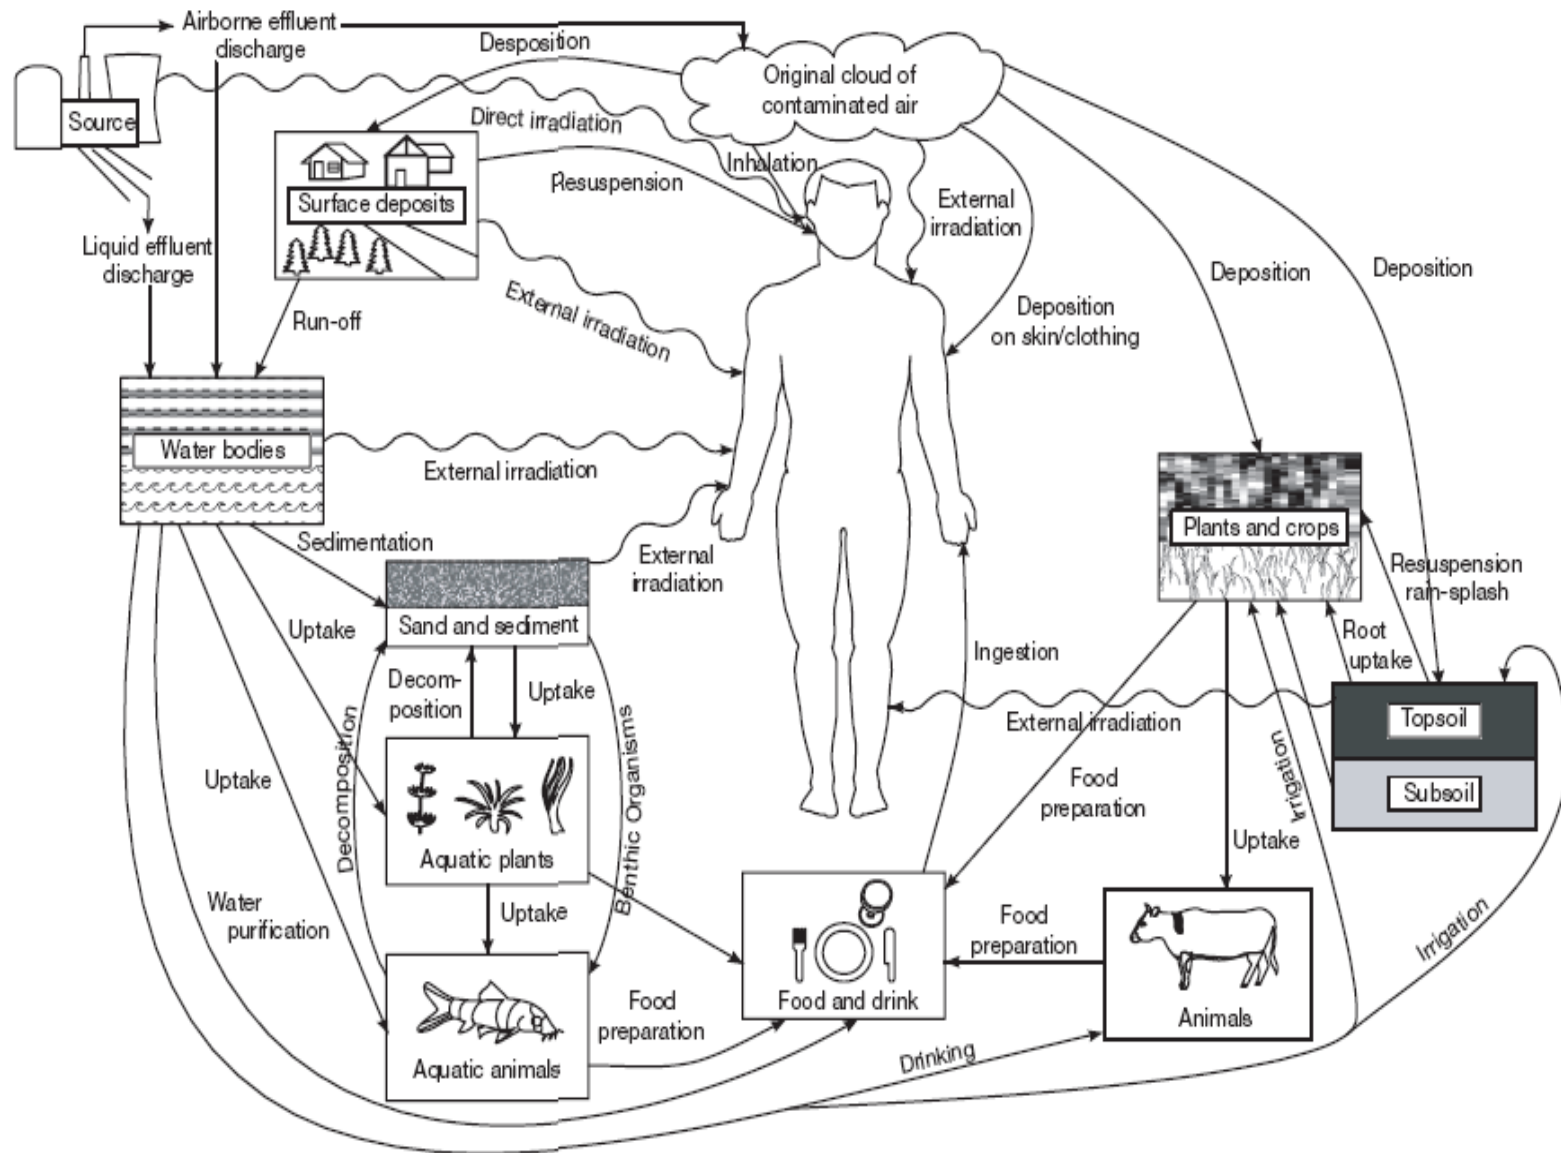 Airborne effluent
discharge
Desposition
Original cloud of
contaminated air
Source
Direct irradiation
Inhalation
Resuspension
Surface deposits
External
irradiation
Liquid effluent
discharge
Deposition
Deposition
External irradiation
Run-off
Deposition
on skin/clothing
Water bodies
External irradiation
Plants and crops
Sedimentation
External
irradiation
Resuspension
rain-splash
Sand and sediment
Uptake
Root
uptake
Ingestion
Decom-
position
Uptake
External irradiation
Topsoil
Decomposition
Benthic Organisms
Irrigation
Uptake
Food
preparation
Subsoil
Uptake
Aquatic plants
Water
purification
Uptake
Food
preparation
Irrigation
Food
preparation
Food and drink
Animals
Aquatic animals
Drinking